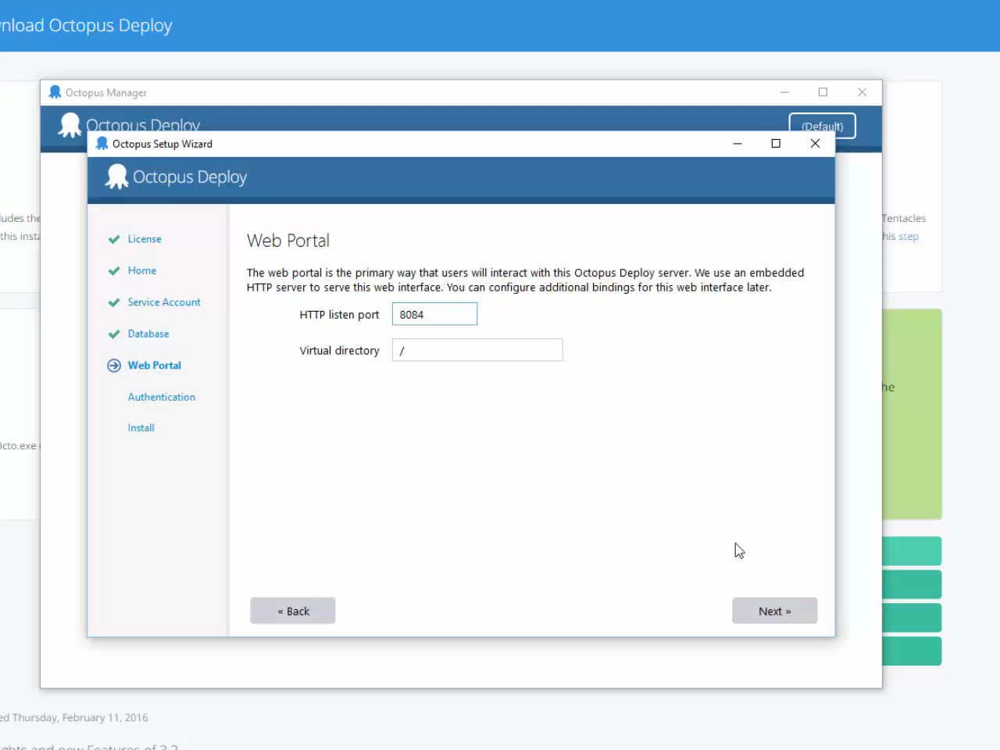 nload Octopus Deploy
Octopus Manager
Octopus Deploy
(Default)
Octopus Setup Wizard
Octopus Deploy
License
Home
Service Account
Database
Web Portal
Authentication
Install
Web Portal
The web portal is the primary way that users will interact with this Octopus Deploy server. We use an embedded
HTTP server to serve this web interface. You can configure additional bindings for this web interface later.
HTTP listen port
8084
Virtual directory
/
« Back
Next »
udes the
this insta
Tentacles
his step
he
Octo.exe
ed Thursday, February 11, 2016
ghts and new Features of 3.2